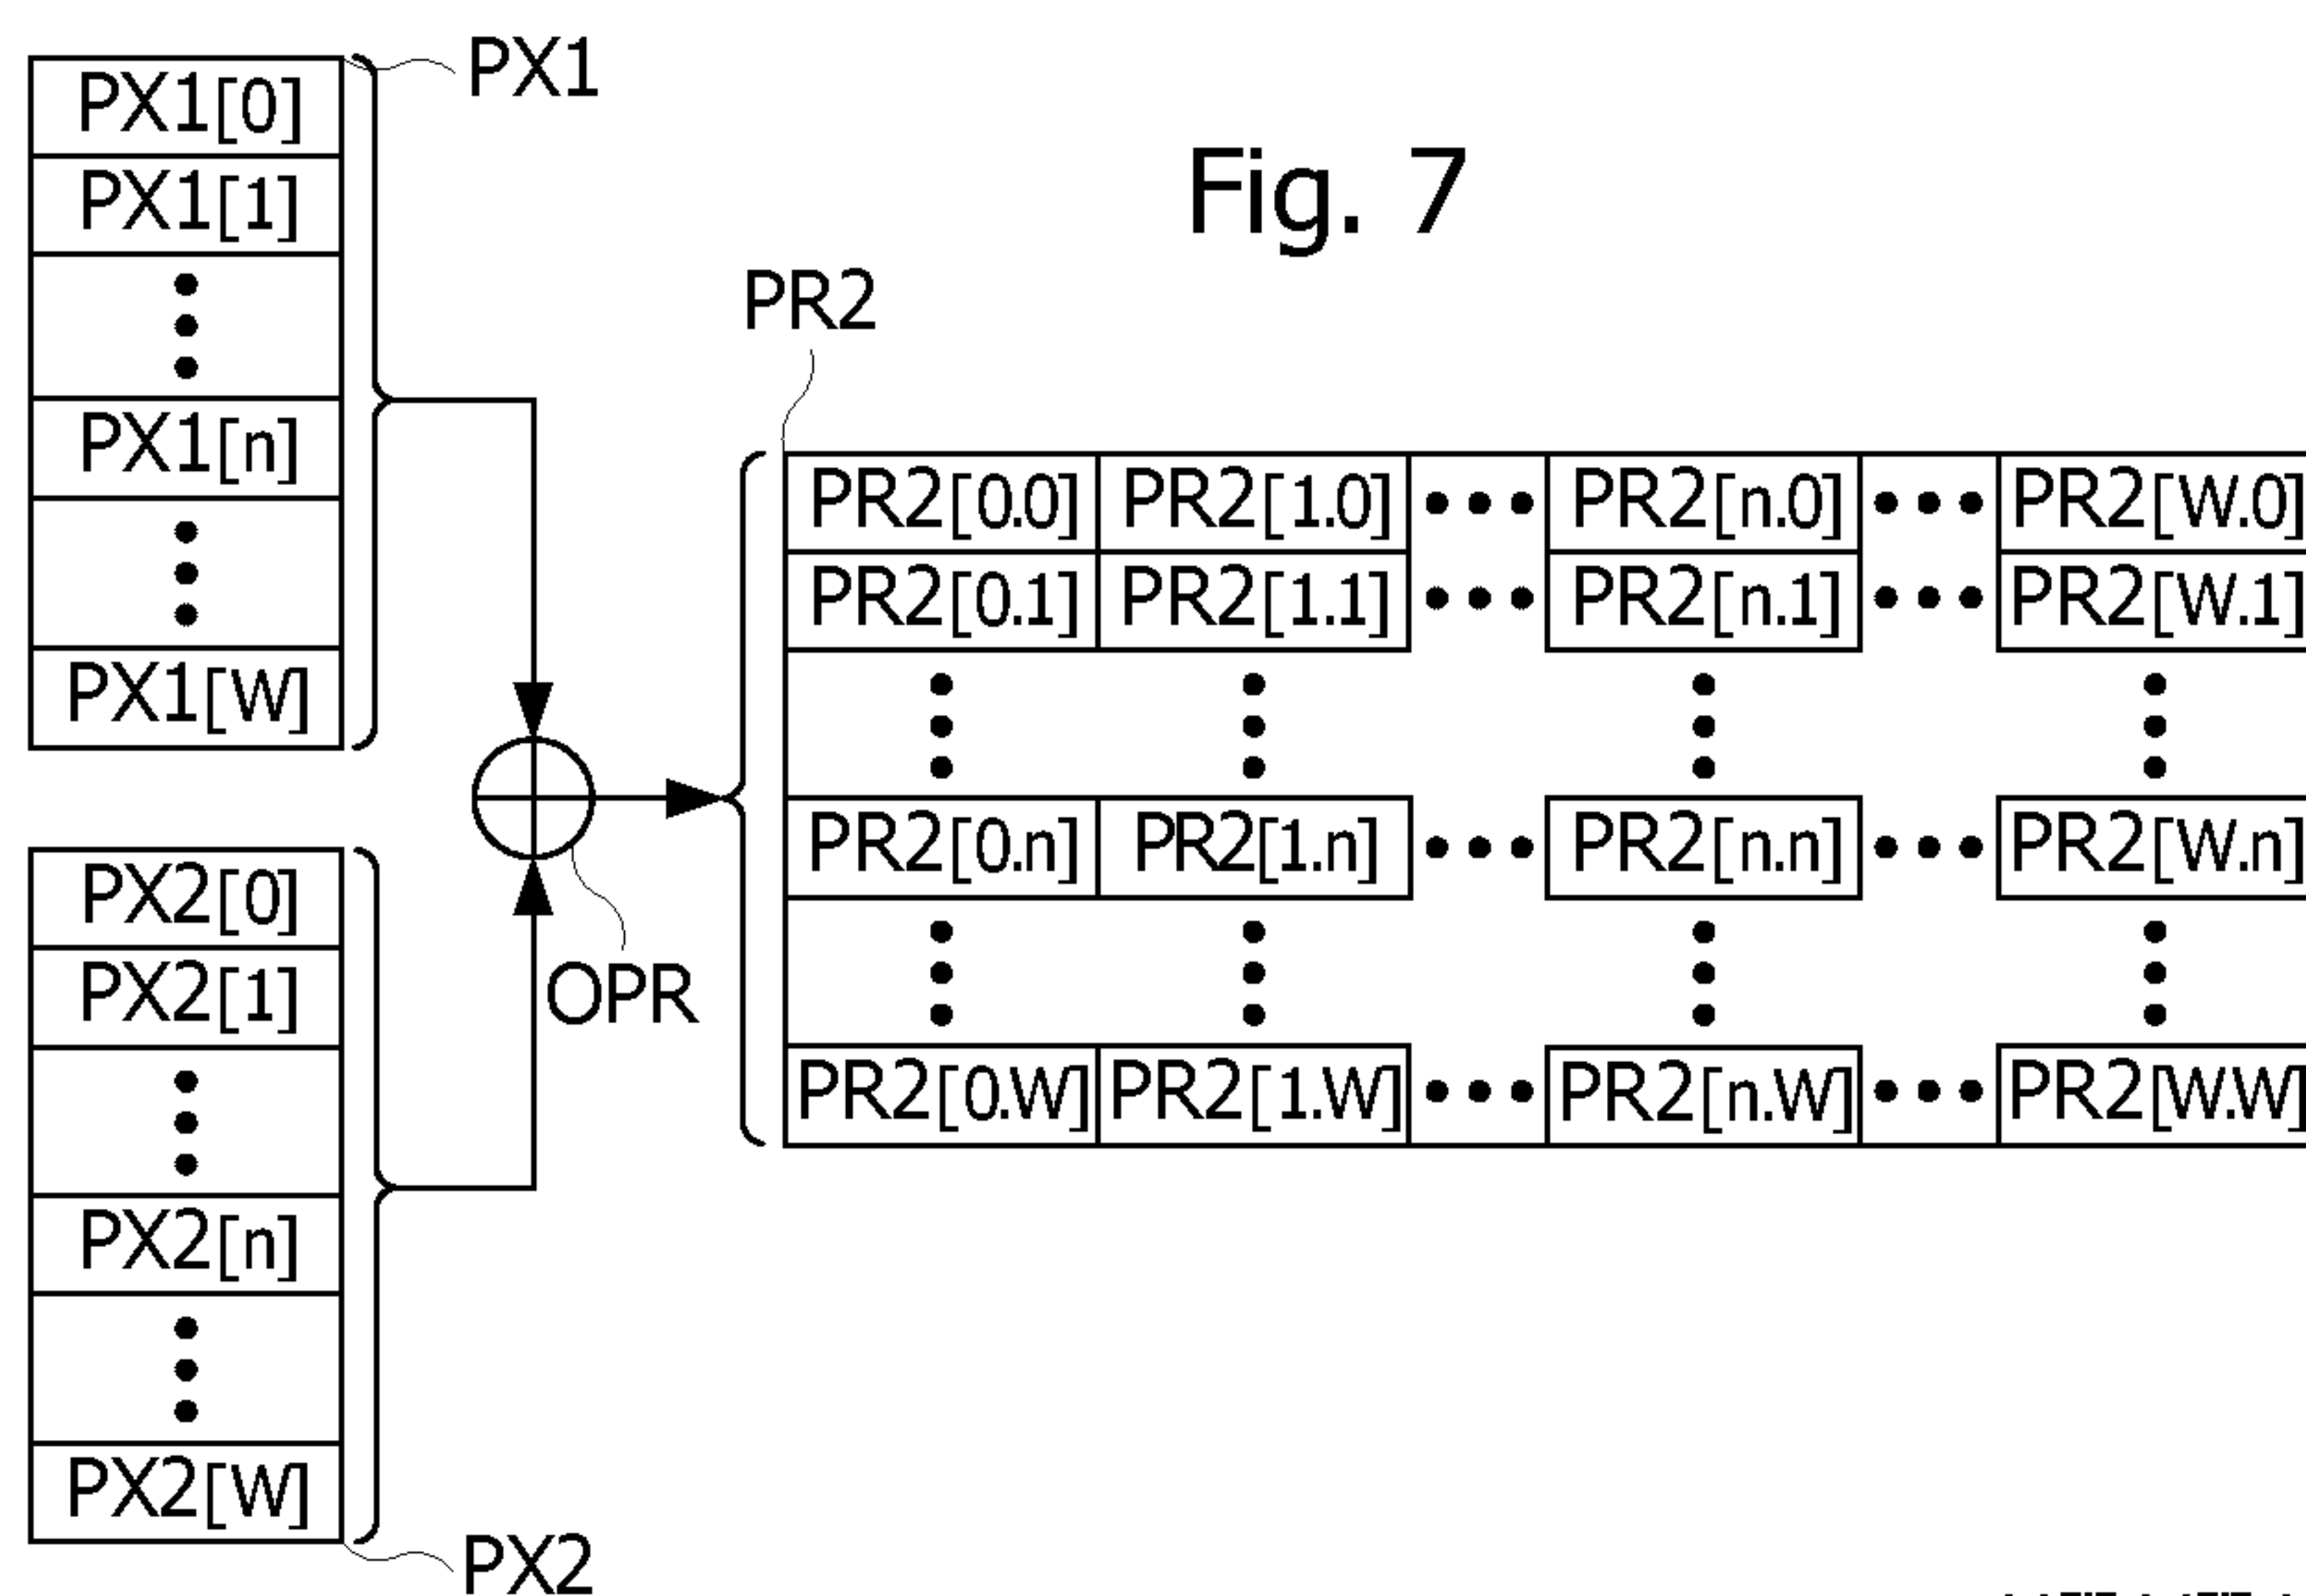 PX1
PX1[0]
PX1[1]
PX1[n]
PX1[W]
Fig. 7
PR2
PR2[0.0] PR2[1.0] ••• PR2[n.0] ••• PR2[W.0]
PR2[0.1] PR2[1.1] ••• PR2[n.1] ••• PR2[W.1]
PR2[0.n] PR2[1.n] ••• PR2[n.n] ••• PR2[W.n]
PR2[0.W] PR2[1.W] ••• PR2[n.W] ••• PR2[W.W]
OPR
PX2[0]
PX2[1]
PX2[n]
PX2[W]
PX2